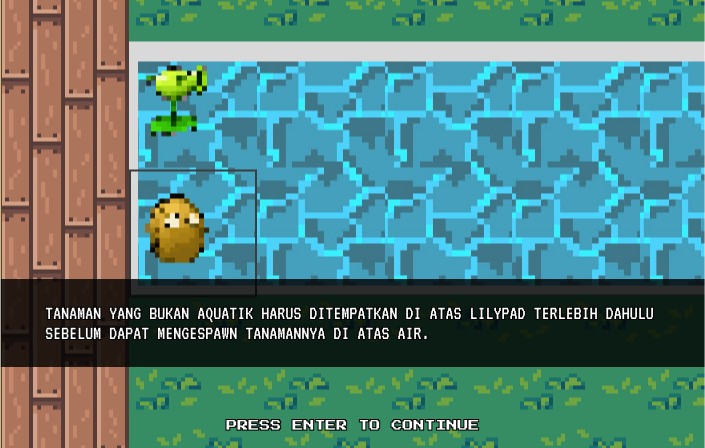 TANAMAN YANG BUKAN AQUATIK HARUS DITEMPATKAN DI ATAS LILYPAD TERLEBIH DAHULU
SEBELUM DAPAT MENGESPAWN TANAMANNYA DI ATAS AIR.
PRESS ENTER TO CONTINUE